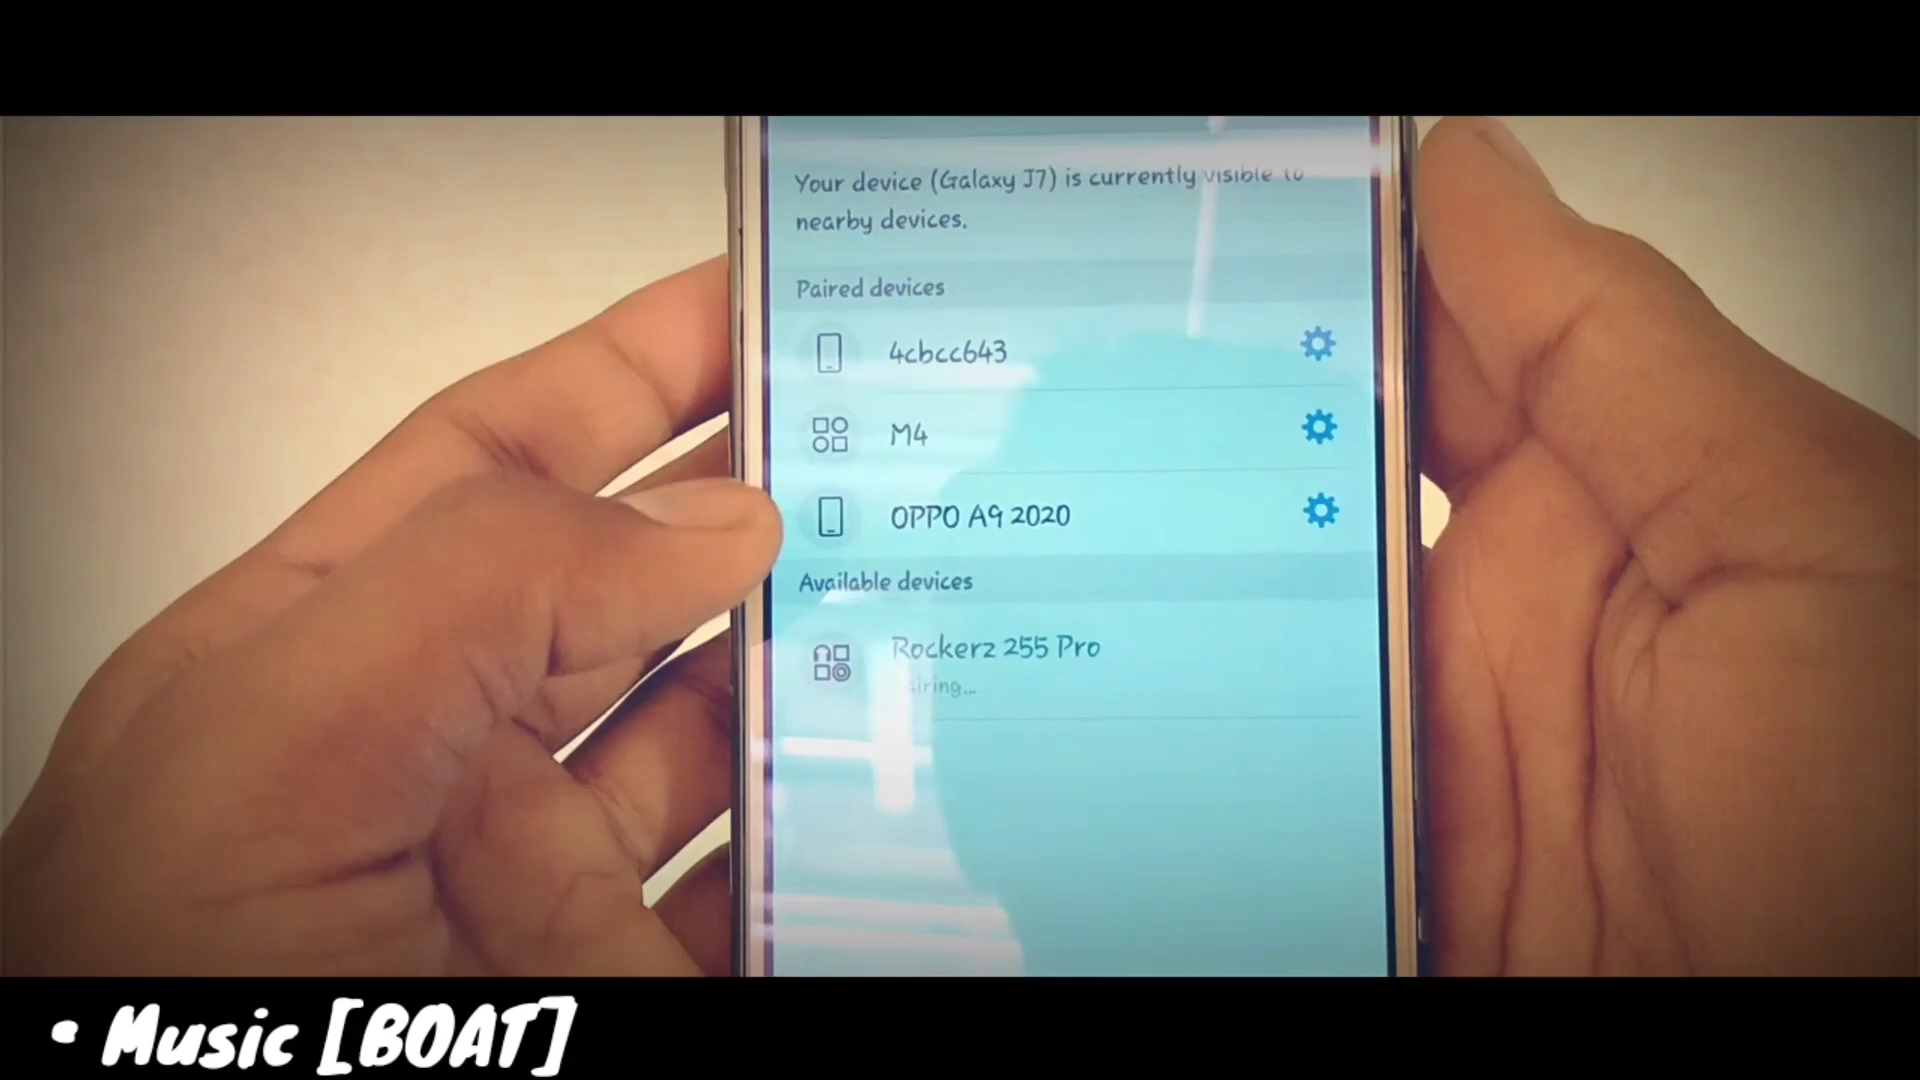 Your device (Galaxy J7) is currently visible to
nearby devices.
Paired devices
4cbcc643
M4
OPPO A9 2020
Available devices
Rockerz 255 Pro
Pairing...
• Music [BOAT]